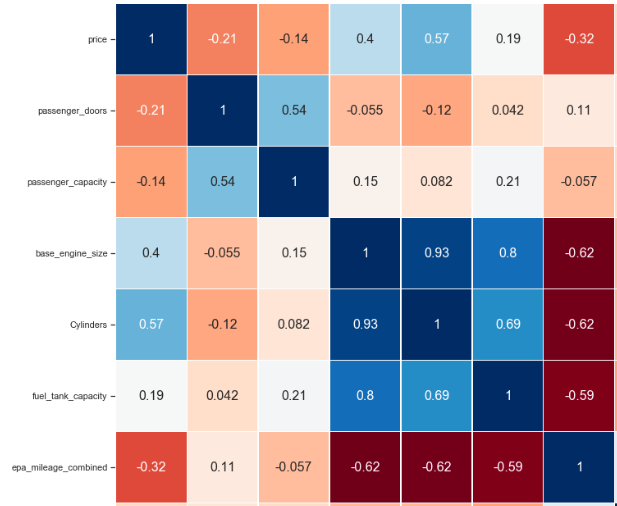 price 1 -0.21 -0.14 0.4 0.57 0.19 -0.32
passenger_doors -0.21 1 0.54 -0.055 -0.12 0.042 0.11
passenger_capacity -0.14 0.54 1 0.15 0.082 0.21 -0.057
base_engine_size 0.4 -0.055 0.15 1 0.93 0.8 -0.62
Cylinders 0.57 -0.12 0.082 0.93 1 0.69 -0.62
fuel_tank_capacity 0.19 0.042 0.21 0.8 0.69 1 -0.59
epa_mileage_combined -0.32 0.11 -0.057 -0.62 -0.62 -0.59 1